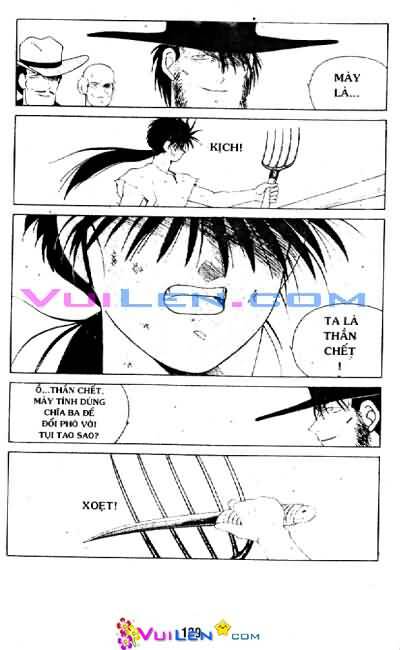 MÀY
LÀ...
KỊCH!
VuiLen.com
TA LÀ
THẦN
CHẾT
!
Ồ...THẦN CHẾT.
MÀY TÍNH DÙNG
CHĨA BA ĐỂ
ĐỐI PHÓ VỚI
TỤI TAO SAO?
XOẸT!
VuiLen